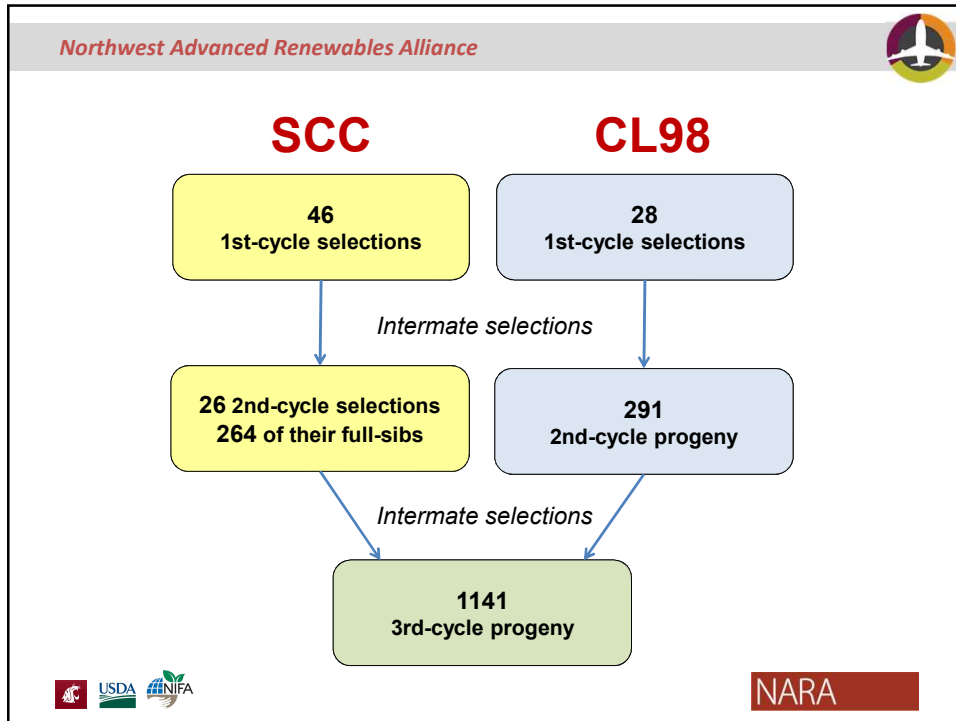 Northwest Advanced Renewables Alliance
SCC
CL98
46
1st-cycle selections
28
1st-cycle selections
Intermate selections
26 2nd-cycle selections
264 of their full-sibs
291
2nd-cycle progeny
Intermate selections
1141
3rd-cycle progeny
USDA
NIFA
NARA